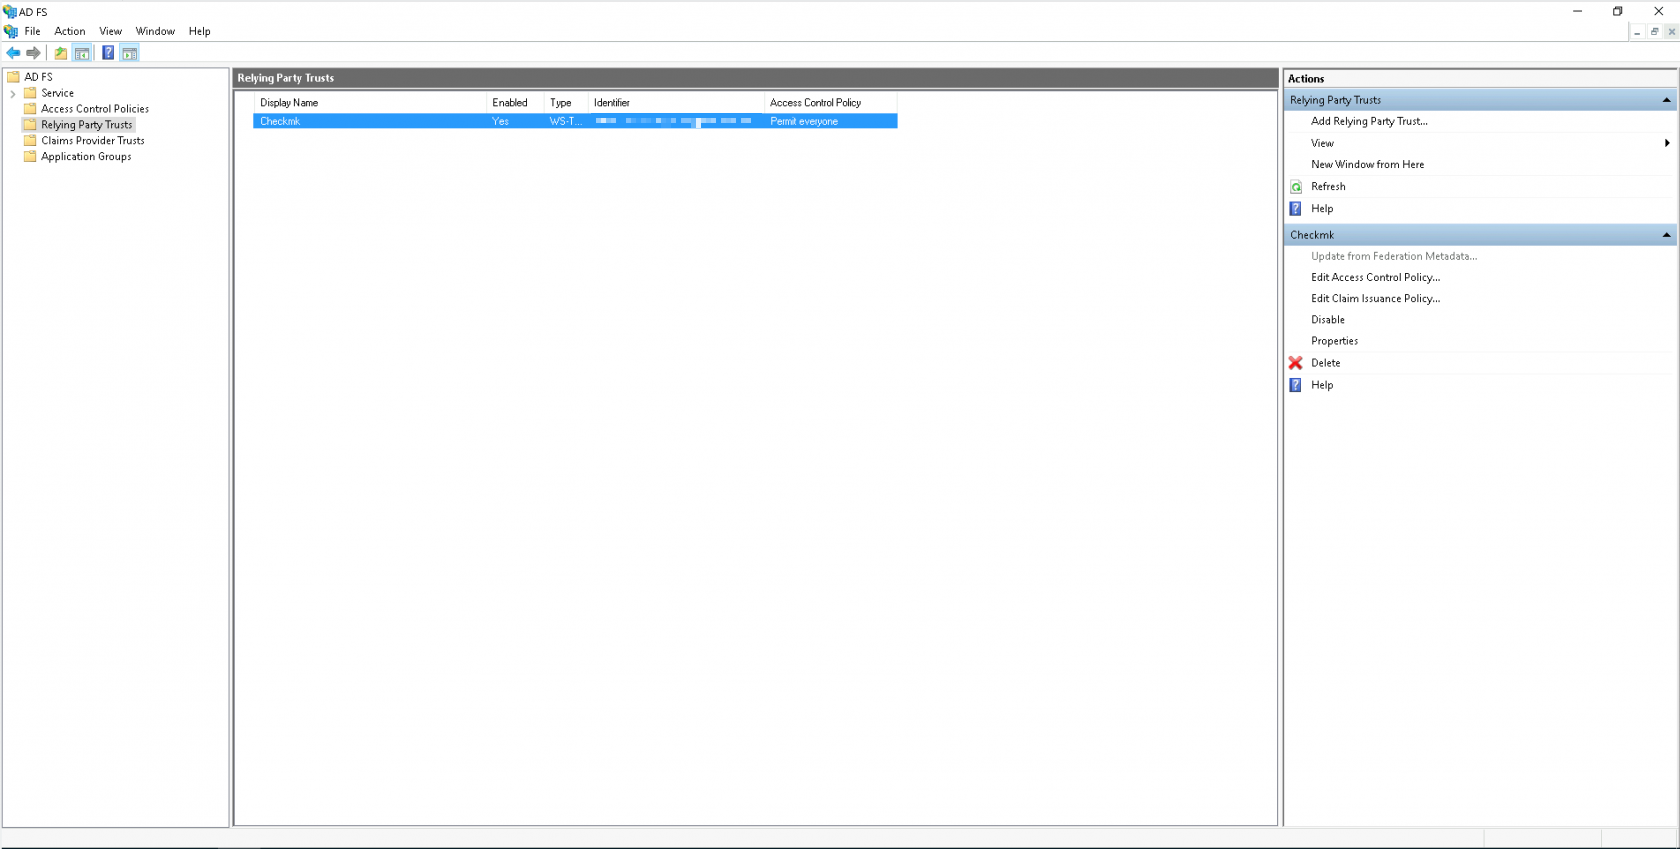 AD FS
File Action View Window Help
AD FS
Service
Access Control Policies
Relying Party Trusts
Claims Provider Trusts
Application Groups
Relying Party Trusts
Display Name Enabled Type Identifier Access Control Policy
Checkmk Yes WS-T... Permit everyone
Actions
Relying Party Trusts
Add Relying Party Trust...
View
New Window from Here
Refresh
Help
Checkmk
Update from Federation Metadata...
Edit Access Control Policy...
Edit Claim Issuance Policy...
Disable
Properties
Delete
Help